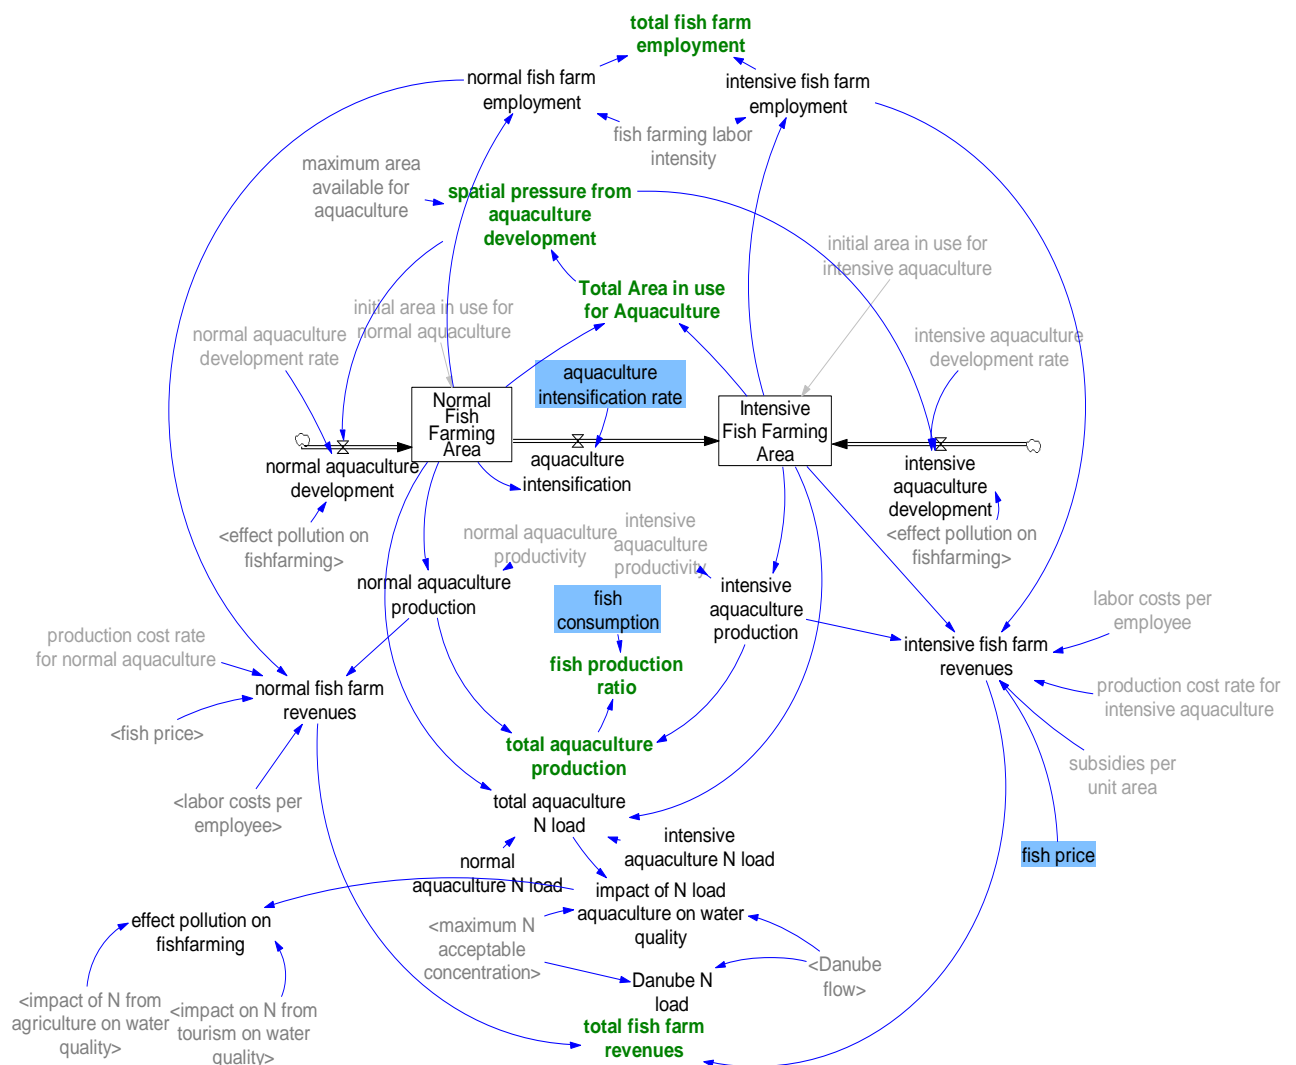 total fish farm
employment
normal fish farm
employment
intensive fish farm
employment
fish farming labor
intensity
maximum area
available for
aquaculture
spatial pressure from
aquaculture
development
initial area in use for
intensive aquaculture
Total Area in use
for Aquaculture
initial area in use for
normal aquaculture
normal aquaculture
development rate
intensive aquaculture
development rate
aquaculture
intensification rate
Normal
Fish
Farming
Area
Intensive
Fish Farming
Area
normal aquaculture
development
aquaculture
intensification
intensive
aquaculture
development
<effect pollution on
fishfarming>
<effect pollution on
fishfarming>
normal aquaculture
productivity
intensive
aquaculture
productivity
normal aquaculture
production
fish
consumption
intensive
aquaculture
production
labor costs per
employee
production cost rate
for normal aquaculture
intensive fish farm
revenues
fish production
ratio
normal fish farm
revenues
production cost rate for
intensive aquaculture
<fish price>
total aquaculture
production
subsidies per
unit area
<labor costs per
employee>
total aquaculture
N load
intensive
aquaculture N load
fish price
normal
aquaculture N load
impact of N load
aquaculture on water
quality
effect pollution on
fishfarming
<maximum N
acceptable
concentration>
<Danube
flow>
Danube N
load
<impact of N from
agriculture on water
quality>
<impact on N from
tourism on water
quality>
total fish farm
revenues